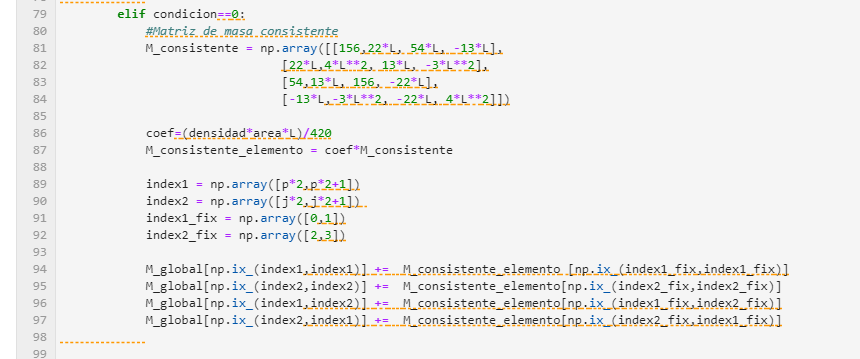 79 elif condicion==0:
80 #Matriz de masa consistente
81 M_consistente = np.array([[156,22*L, 54*L, -13*L],
82 [22*L,4*L**2, 13*L, -3*L**2],
83 [54,13*L, 156, -22*L],
84 [-13*L,-3*L**2, -22*L, 4*L**2]])
85
86 coef=(densidad*area*L)/420
87 M_consistente_elemento = coef*M_consistente
88
89 index1 = np.array([p*2,p*2+1])
90 index2 = np.array([j*2,j*2+1])
91 index1_fix = np.array([0,1])
92 index2_fix = np.array([2,3])
93
94 M_global[np.ix_(index1,index1)] += M_consistente_elemento [np.ix_(index1_fix,index1_fix)]
95 M_global[np.ix_(index2,index2)] += M_consistente_elemento[np.ix_(index2_fix,index2_fix)]
96 M_global[np.ix_(index1,index2)] += M_consistente_elemento[np.ix_(index1_fix,index2_fix)]
97 M_global[np.ix_(index2,index1)] += M_consistente_elemento[np.ix_(index2_fix,index1_fix)]
98
99